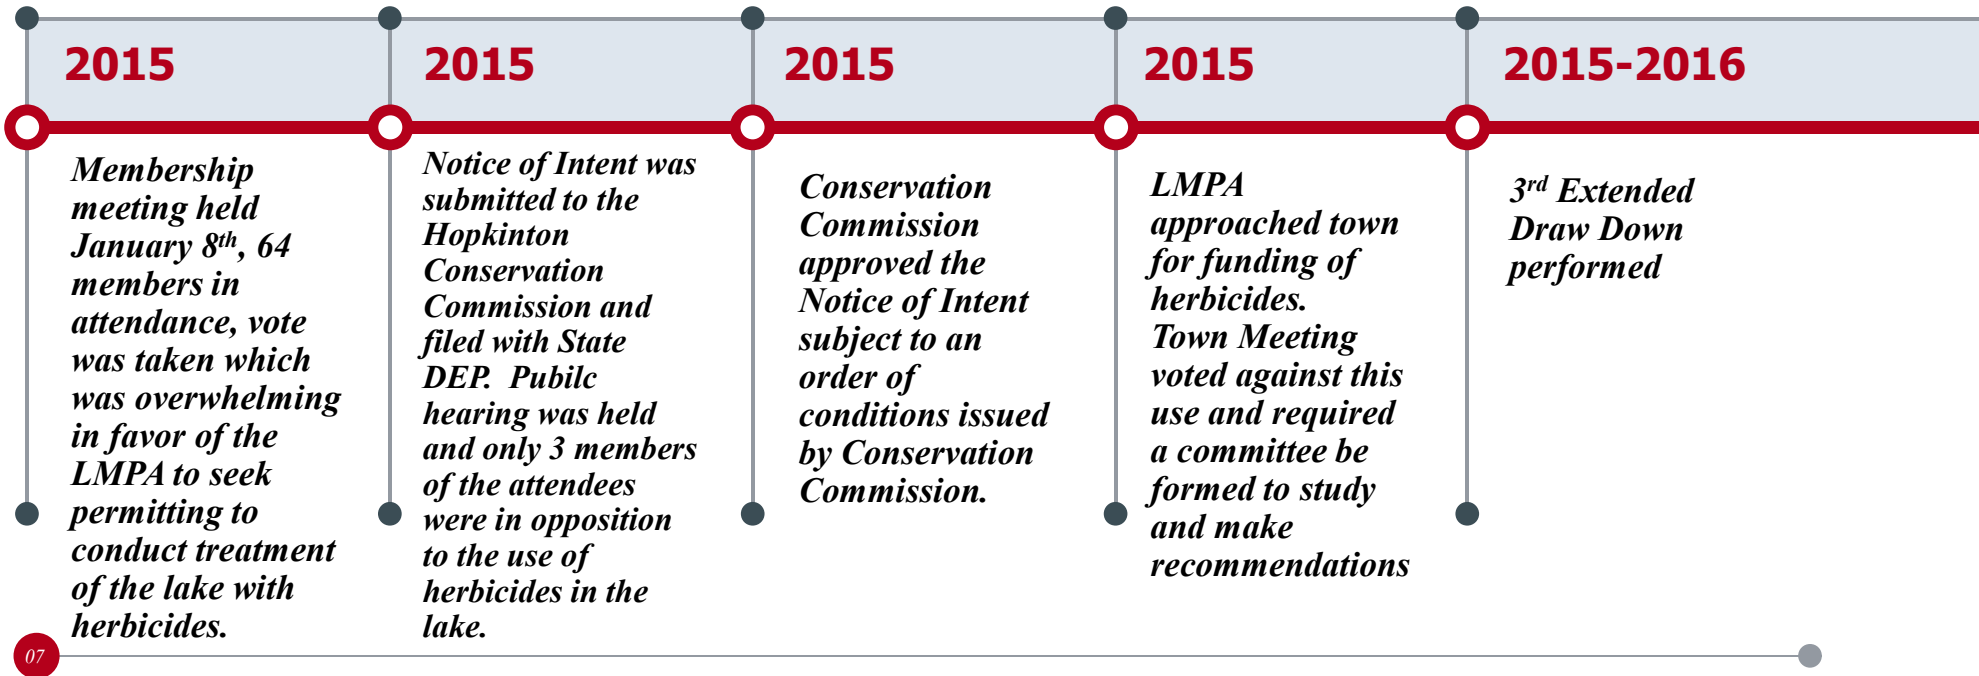 2015
Membership
meeting held
January 8th, 64
members in
attendance, vote
was taken which
was overwhelming
in favor of the
LMPA to seek
permitting to
conduct treatment
of the lake with
herbicides.
2015
Notice of Intent was
submitted to the
Hopkinton
Conservation
Commission and
filed with State
DEP.  Pubilc
hearing was held
and only 3 members
of the attendees
were in opposition
to the use of
herbicides in the
lake.
2015
Conservation
Commission
approved the
Notice of Intent
subject to an
order of
conditions issued
by Conservation
Commission.
2015
LMPA
approached town
for funding of
herbicides.
Town Meeting
voted against this
use and required
a committee be
formed to study
and make
recommendations
2015-2016
3rd Extended
Draw Down
performed
07